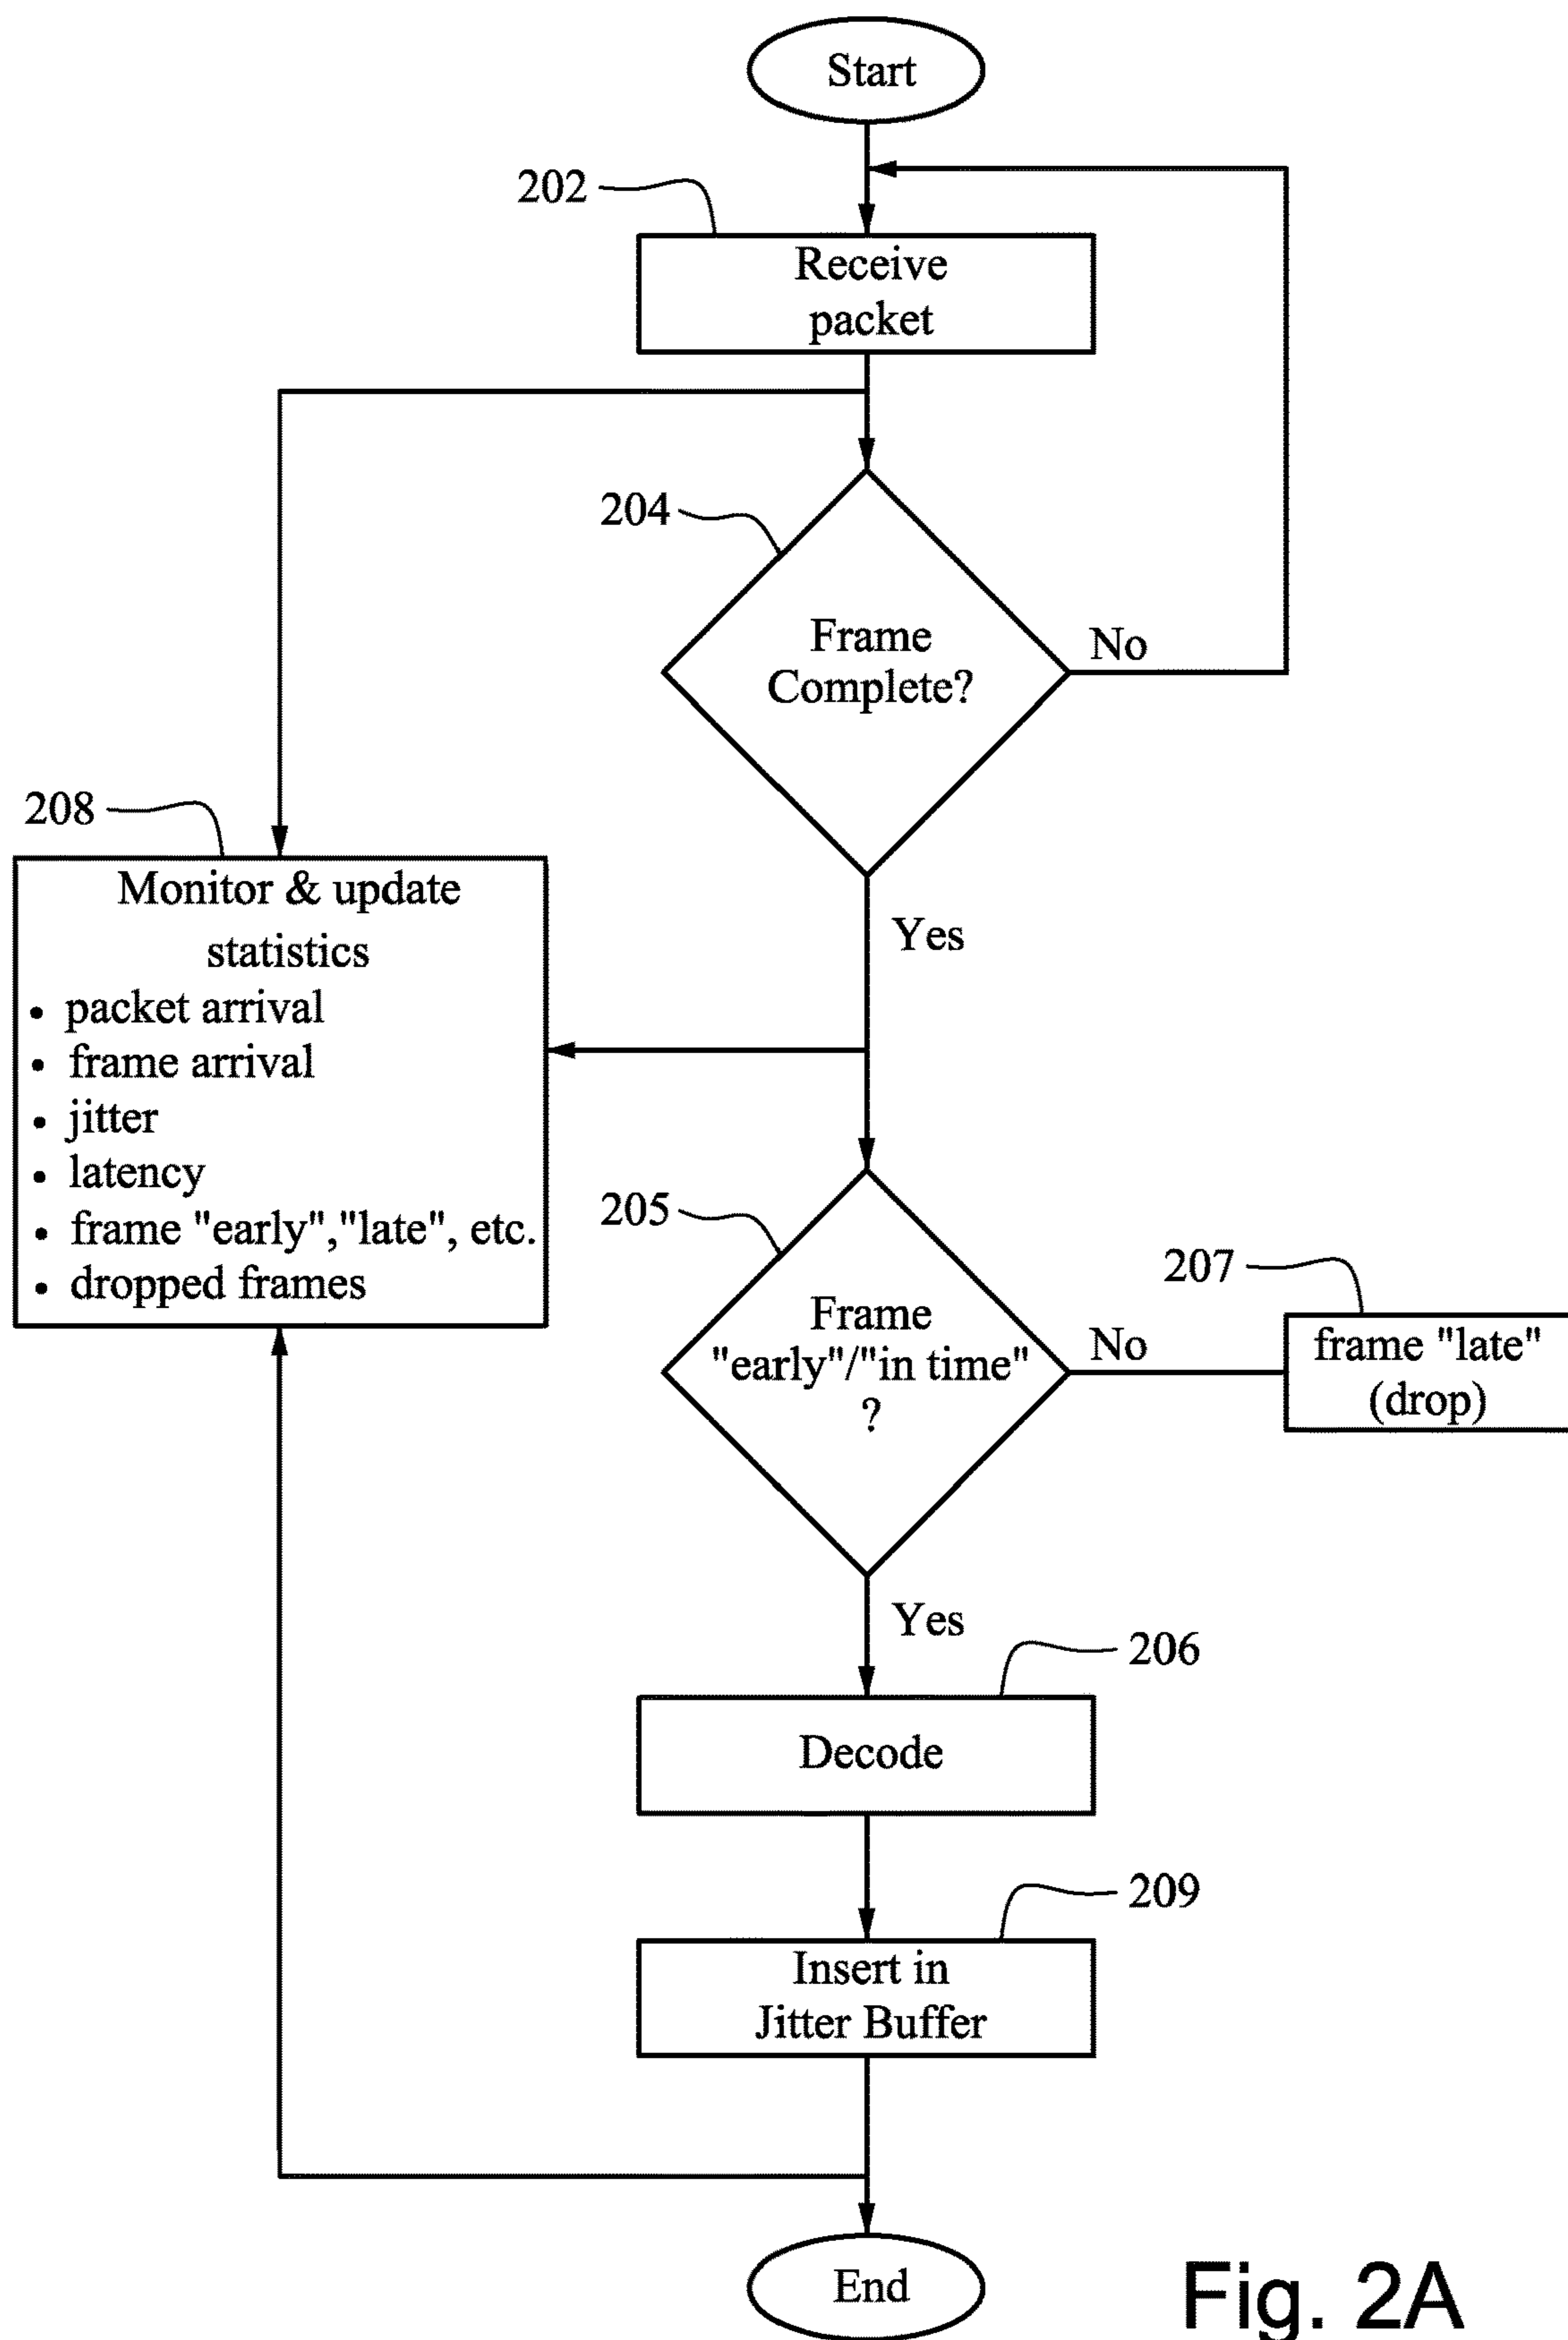 Start
202
Receive
packet
204
Frame
Complete?
No
208
Monitor & update
statistics
• packet arrival
• frame arrival
• jitter
• latency
• frame "early","late", etc.
• dropped frames
Yes
205
Frame
"early"/"in time"
?
No
207
frame "late"
(drop)
Yes
206
Decode
209
Insert in
Jitter Buffer
End
Fig. 2A